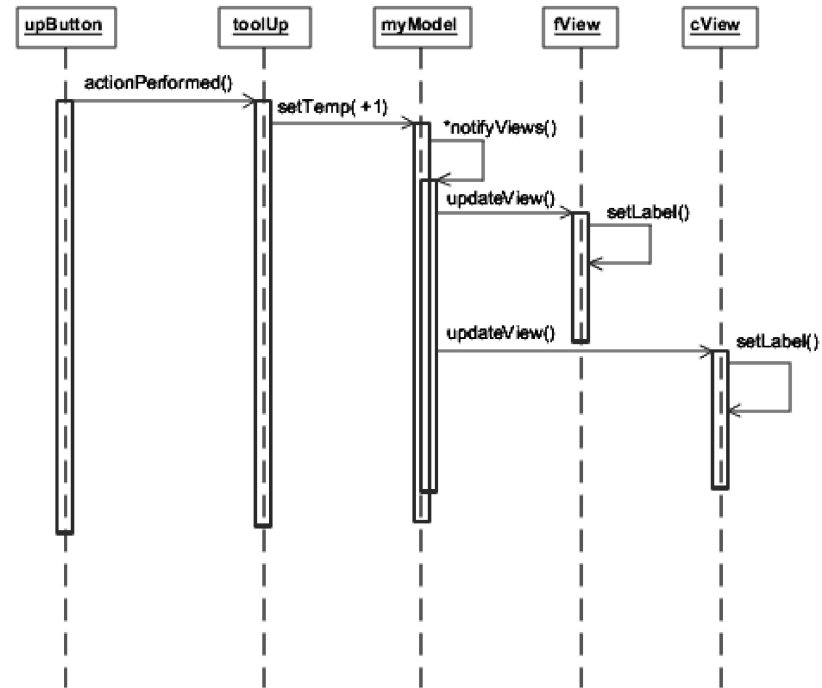 upButton
toolUp
myModel
fView
cView
actionPerformed()
setTemp( +1)
*notifyViews()
updateView()
setLabel()
updateView()
setLabel()